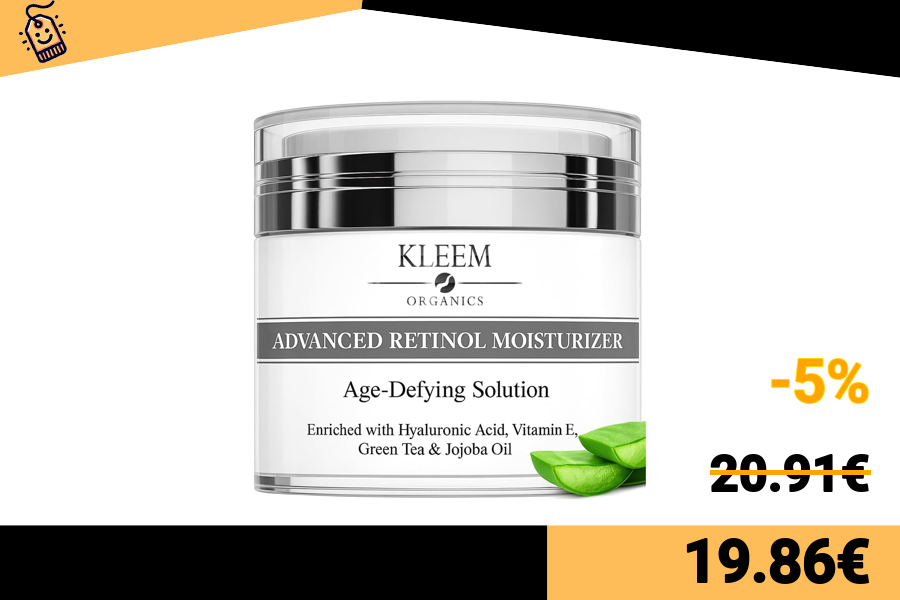 KLEEM
ORGANICS
ADVANCED RETINOL MOISTURIZER
Age-Defying Solution
Enriched with Hyaluronic Acid, Vitamin E,
Green Tea & Jojoba Oil
-5%
20.91€
19.86€